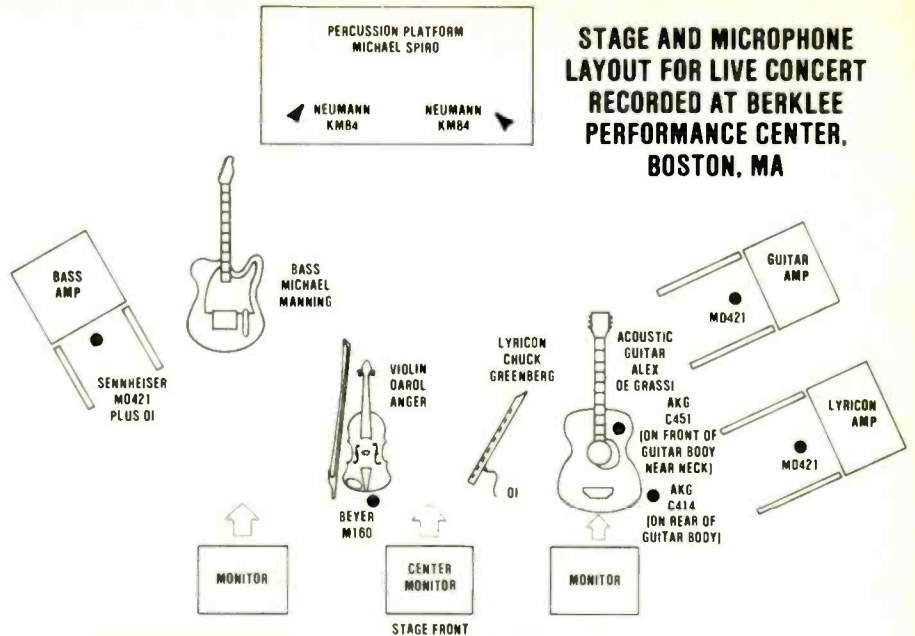 PERCUSSION PLATFORM
MICHAEL SPIRO
NEUMANN
KM84
NEUMANN
KM84
STAGE AND MICROPHONE
LAYOUT FOR LIVE CONCERT
RECORDED AT BERKLEE
PERFORMANCE CENTER,
BOSTON, MA
BASS
AMP
SENNHEISER
MD421
PLUS DI
BASS
MICHAEL
MANNING
VIOLIN
DAROL
ANGER
BEYER
M160
LYRICON
CHUCK
GREENBERG
DI
ACOUSTIC
GUITAR
ALEX
DE GRASSI
AKG
C451
(ON FRONT OF
GUITAR BODY
NEAR NECK)
AKG
C414
(ON REAR OF
GUITAR BODY)
GUITAR
AMP
MD421
LYRICON
AMP
MD421
MONITOR
CENTER
MONITOR
MONITOR
STAGE FRONT